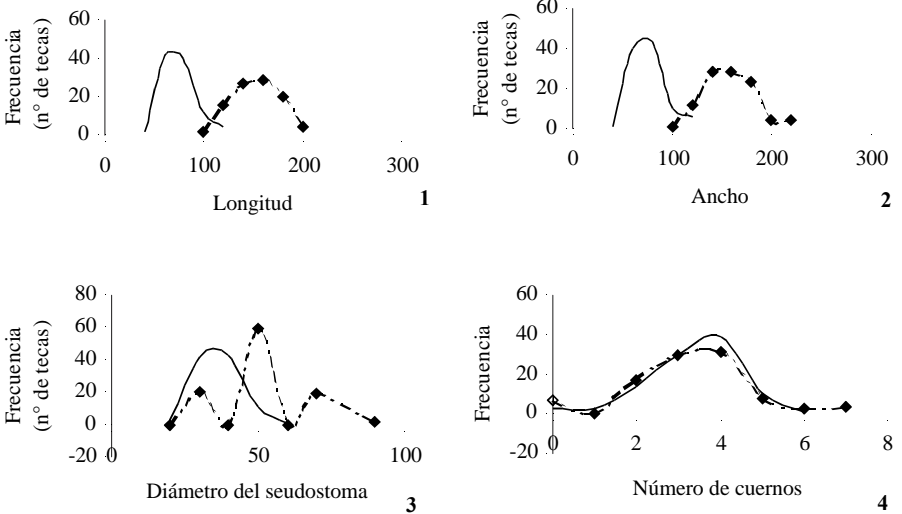 Frecuencia
(n° de tecas)
60
40
20
0
0 100 200 300
Longitud
1
Frecuencia
(n° de tecas)
60
40
20
0
0 100 200 300
Ancho
2
Frecuencia
(n° de tecas)
80
60
40
20
0
-20
0 50 100
Diámetro del seudostoma
3
Frecuencia
60
40
20
0
-20
0 2 4 6 8
Número de cuernos
4